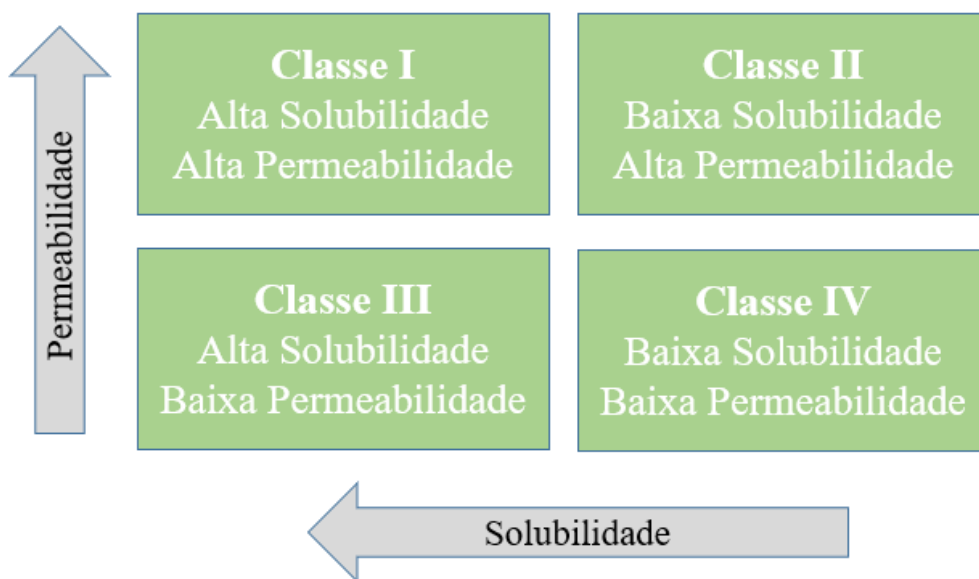 Permeabilidade
Classe I
Alta Solubilidade
Alta Permeabilidade
Classe II
Baixa Solubilidade
Alta Permeabilidade
Classe III
Alta Solubilidade
Baixa Permeabilidade
Classe IV
Baixa Solubilidade
Baixa Permeabilidade
Solubilidade